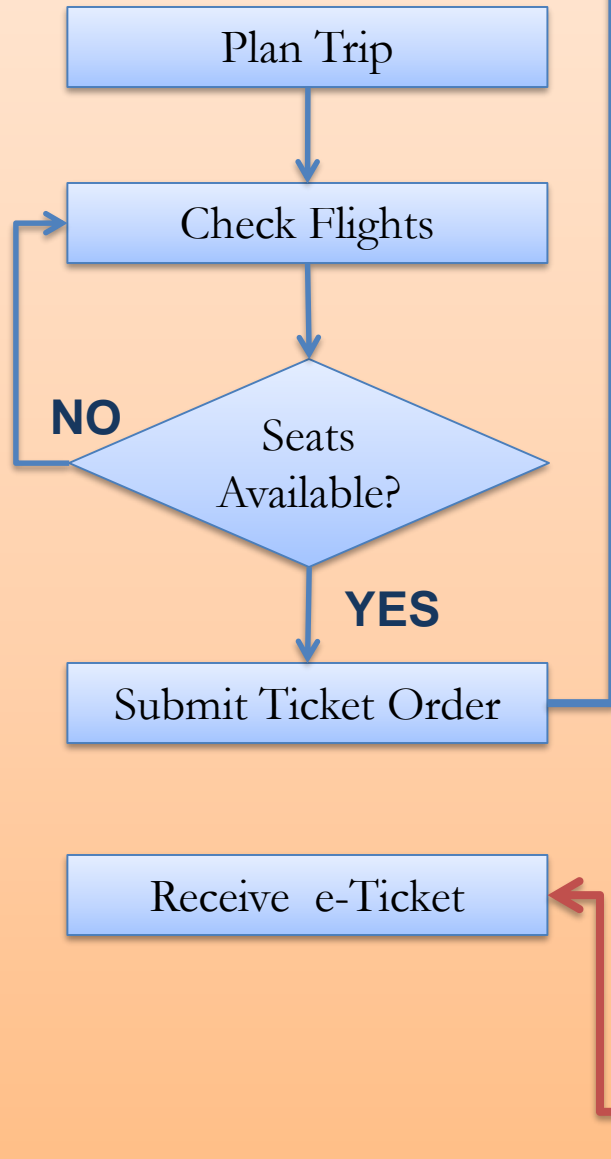 Plan Trip
Check Flights
NO
Seats
Available?
YES
Submit Ticket Order
Receive e-Ticket